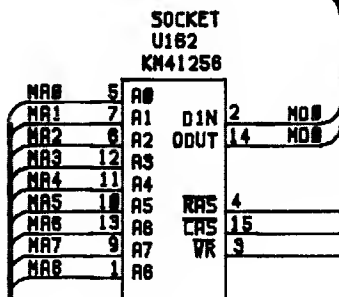 SOCKET
U162
KM41256
MA0 5 A0
MA1 7 A1 DIN 2 MD0
MA2 6 A2 DOUT 14 MD0
MA3 12 A3
MA4 11 A4
MA5 10 A5 RAS 4
MA6 13 A6 CAS 15
MA7 9 A7 WR 3
MA8 1 A8